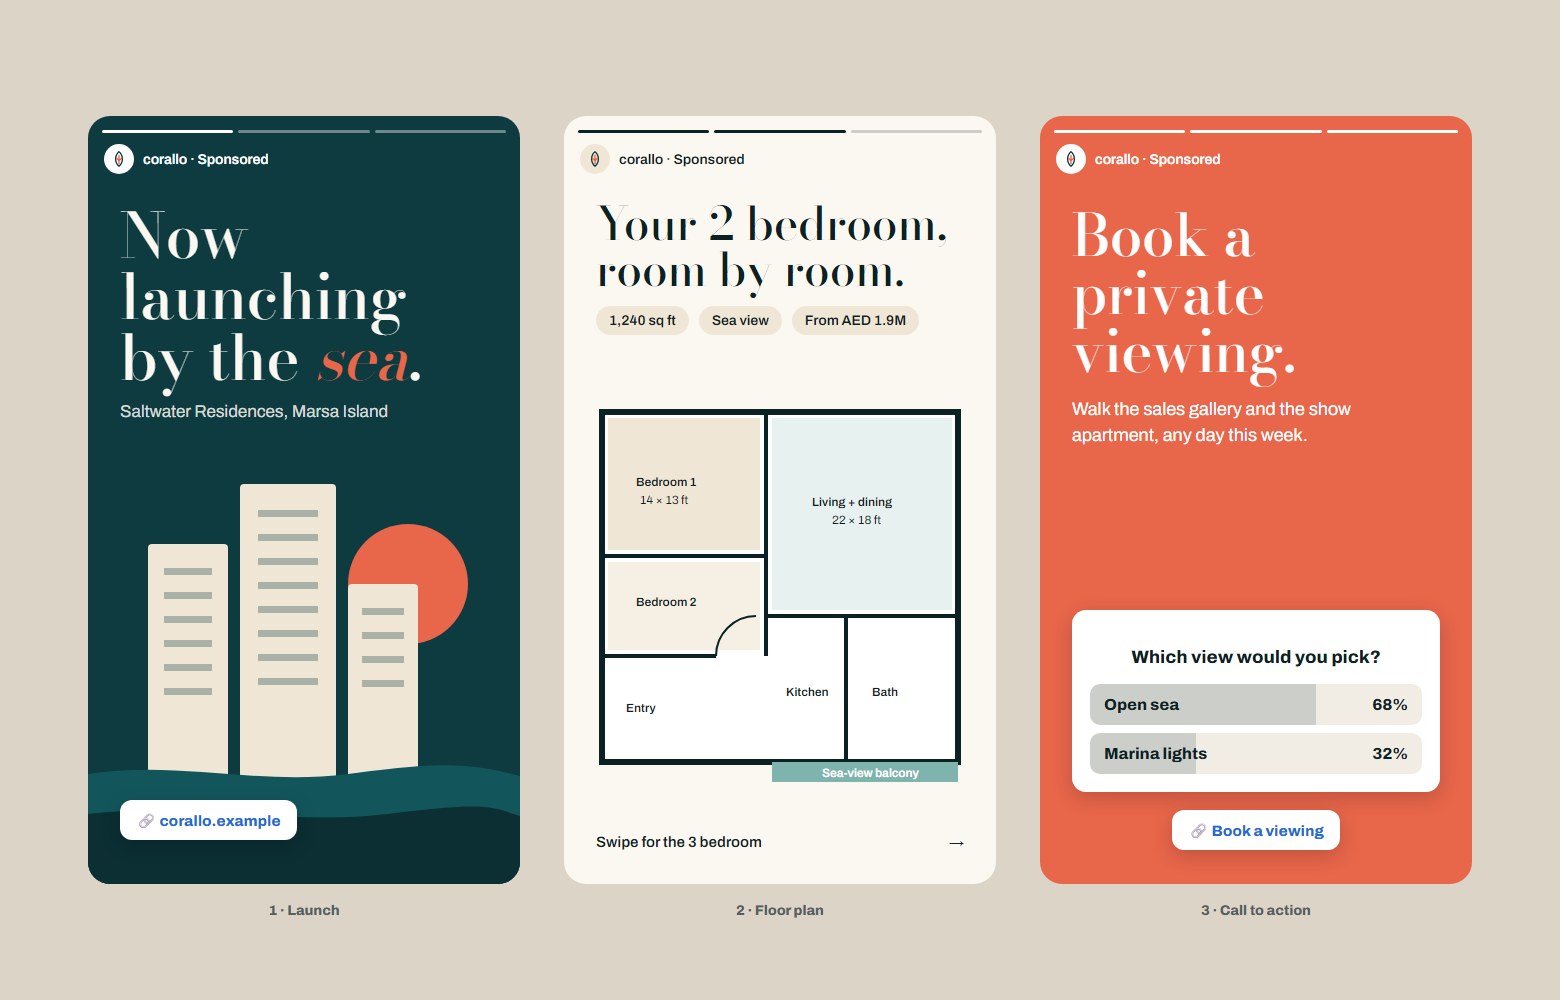 corallo · Sponsored
Now
launching
by the sea.
Saltwater Residences, Marsa Island
corallo.example
1 · Launch
corallo · Sponsored
Your 2 bedroom,
room by room.
1,240 sq ft
Sea view
From AED 1.9M
Bedroom 1
14 × 13 ft
Living + dining
22 × 18 ft
Bedroom 2
Kitchen
Bath
Entry
Sea-view balcony
Swipe for the 3 bedroom →
2 · Floor plan
corallo · Sponsored
Book a
private
viewing.
Walk the sales gallery and the show
apartment, any day this week.
Which view would you pick?
Open sea 68%
Marina lights 32%
Book a viewing
3 · Call to action